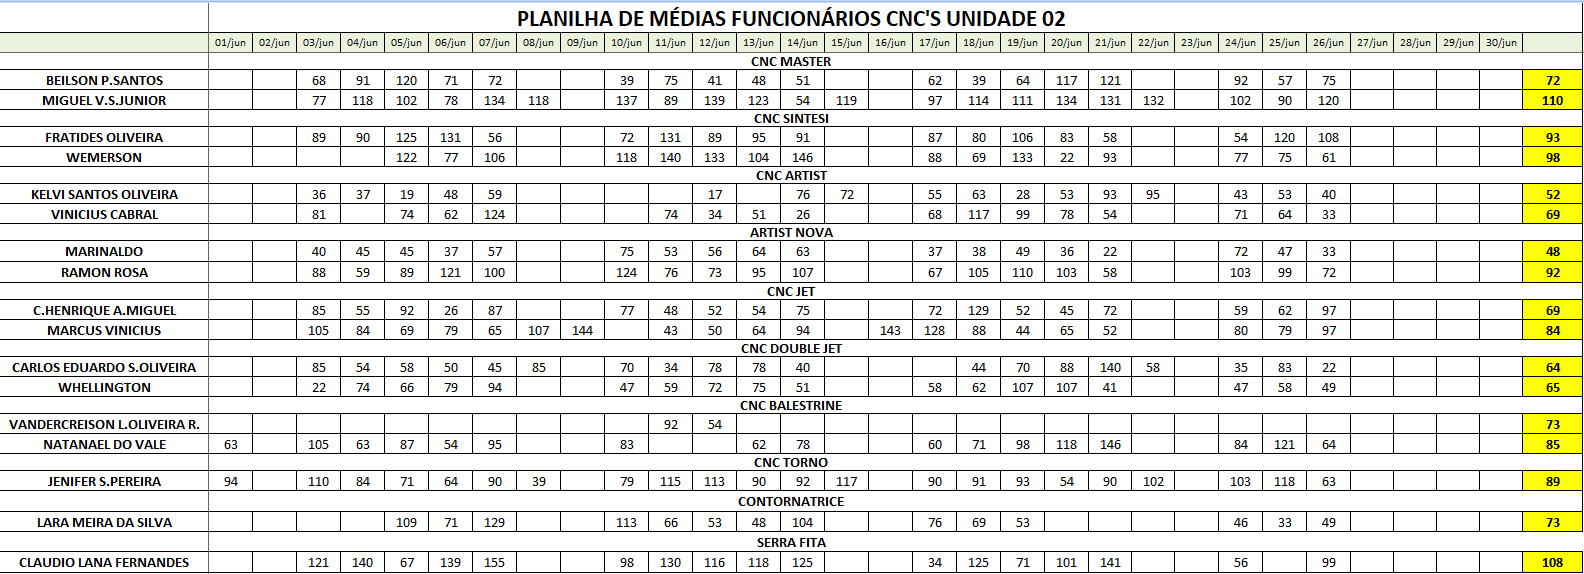 PLANILHA DE MÉDIAS FUNCIONÁRIOS CNC'S UNIDADE 02
01/jun 02/jun 03/jun 04/jun 05/jun 06/jun 07/jun 08/jun 09/jun 10/jun 11/jun 12/jun 13/jun 14/jun 15/jun 16/jun 17/jun 18/jun 19/jun 20/jun 21/jun 22/jun 23/jun 24/jun 25/jun 26/jun 27/jun 28/jun 29/jun 30/jun
CNC MASTER
BEILSON P.SANTOS 68 91 120 71 72 39 75 41 48 51 62 39 64 117 121 92 57 75 72
MIGUEL V.S.JUNIOR 77 118 102 78 134 118 137 89 139 123 54 119 97 114 111 134 131 132 102 90 120 110
CNC SINTESI
FRATIDES OLIVEIRA 89 90 125 131 56 72 131 89 95 91 87 80 106 83 58 54 120 108 93
WEMERSON 122 77 106 118 140 133 104 146 88 69 133 22 93 77 75 61 98
CNC ARTIST
KELVI SANTOS OLIVEIRA 36 37 19 48 59 17 76 72 55 63 28 53 93 95 43 53 40 52
VINICIUS CABRAL 81 74 62 124 74 34 51 26 68 117 99 78 54 71 64 33 69
ARTIST NOVA
MARINALDO 40 45 45 37 57 75 53 56 64 63 37 38 49 36 22 72 47 33 48
RAMON ROSA 88 59 89 121 100 124 76 73 95 107 67 105 110 103 58 103 99 72 92
CNC JET
C.HENRIQUE A.MIGUEL 85 55 92 26 87 77 48 52 54 75 72 129 52 45 72 59 62 97 69
MARCUS VINICIUS 105 84 69 79 65 107 144 43 50 64 94 143 128 88 44 65 52 80 79 97 84
CNC DOUBLE JET
CARLOS EDUARDO S.OLIVEIRA 85 54 58 50 45 85 70 34 78 78 40 44 70 88 140 58 35 83 22 64
WHELLINGTON 22 74 66 79 94 47 59 72 75 51 58 62 107 107 41 47 58 49 65
CNC BALESTRINE
VANDERCREISON L.OLIVEIRA R. 92 54 73
NATANAEL DO VALE 63 105 63 87 54 95 83 62 78 60 71 98 118 146 84 121 64 85
CNC TORNO
JENIFER S.PEREIRA 94 110 84 71 64 90 39 79 115 113 90 92 117 90 91 93 54 90 102 103 118 63 89
CONTORNATRICE
LARA MEIRA DA SILVA 109 71 129 113 66 53 48 104 76 69 53 46 33 49 73
SERRA FITA
CLAUDIO LANA FERNANDES 121 140 67 139 155 98 130 116 118 125 34 125 71 101 141 56 99 108